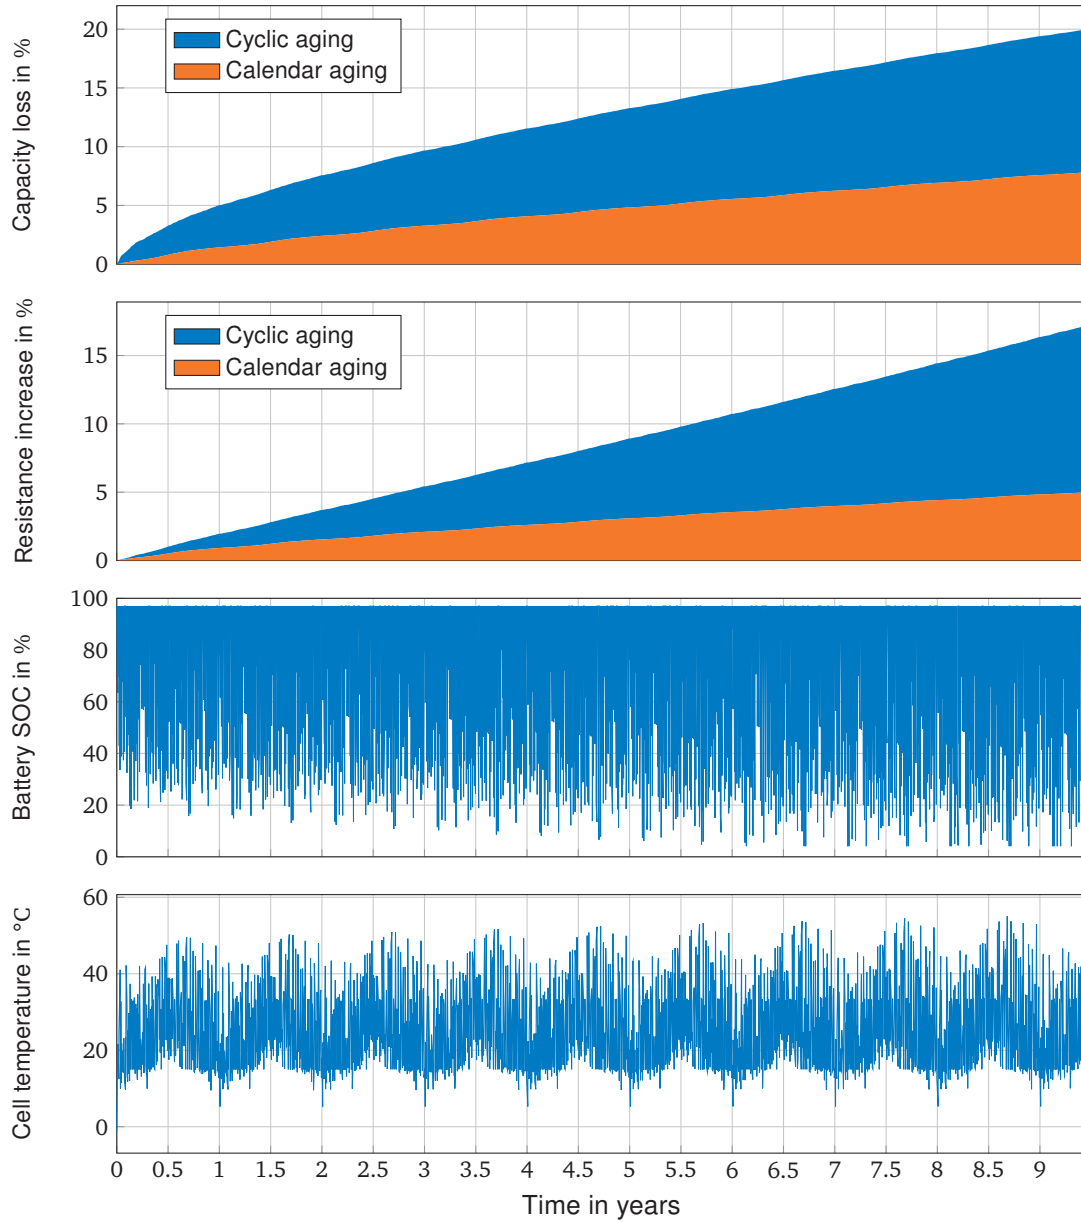 Capacity loss in %
20
15
10
5
0
Cyclic aging
Calendar aging
Resistance increase in %
15
10
5
0
Cyclic aging
Calendar aging
Battery SOC in %
100
80
60
40
20
0
Cell temperature in °C
60
40
20
0
0 0.5 1 1.5 2 2.5 3 3.5 4 4.5 5 5.5 6 6.5 7 7.5 8 8.5 9
Time in years